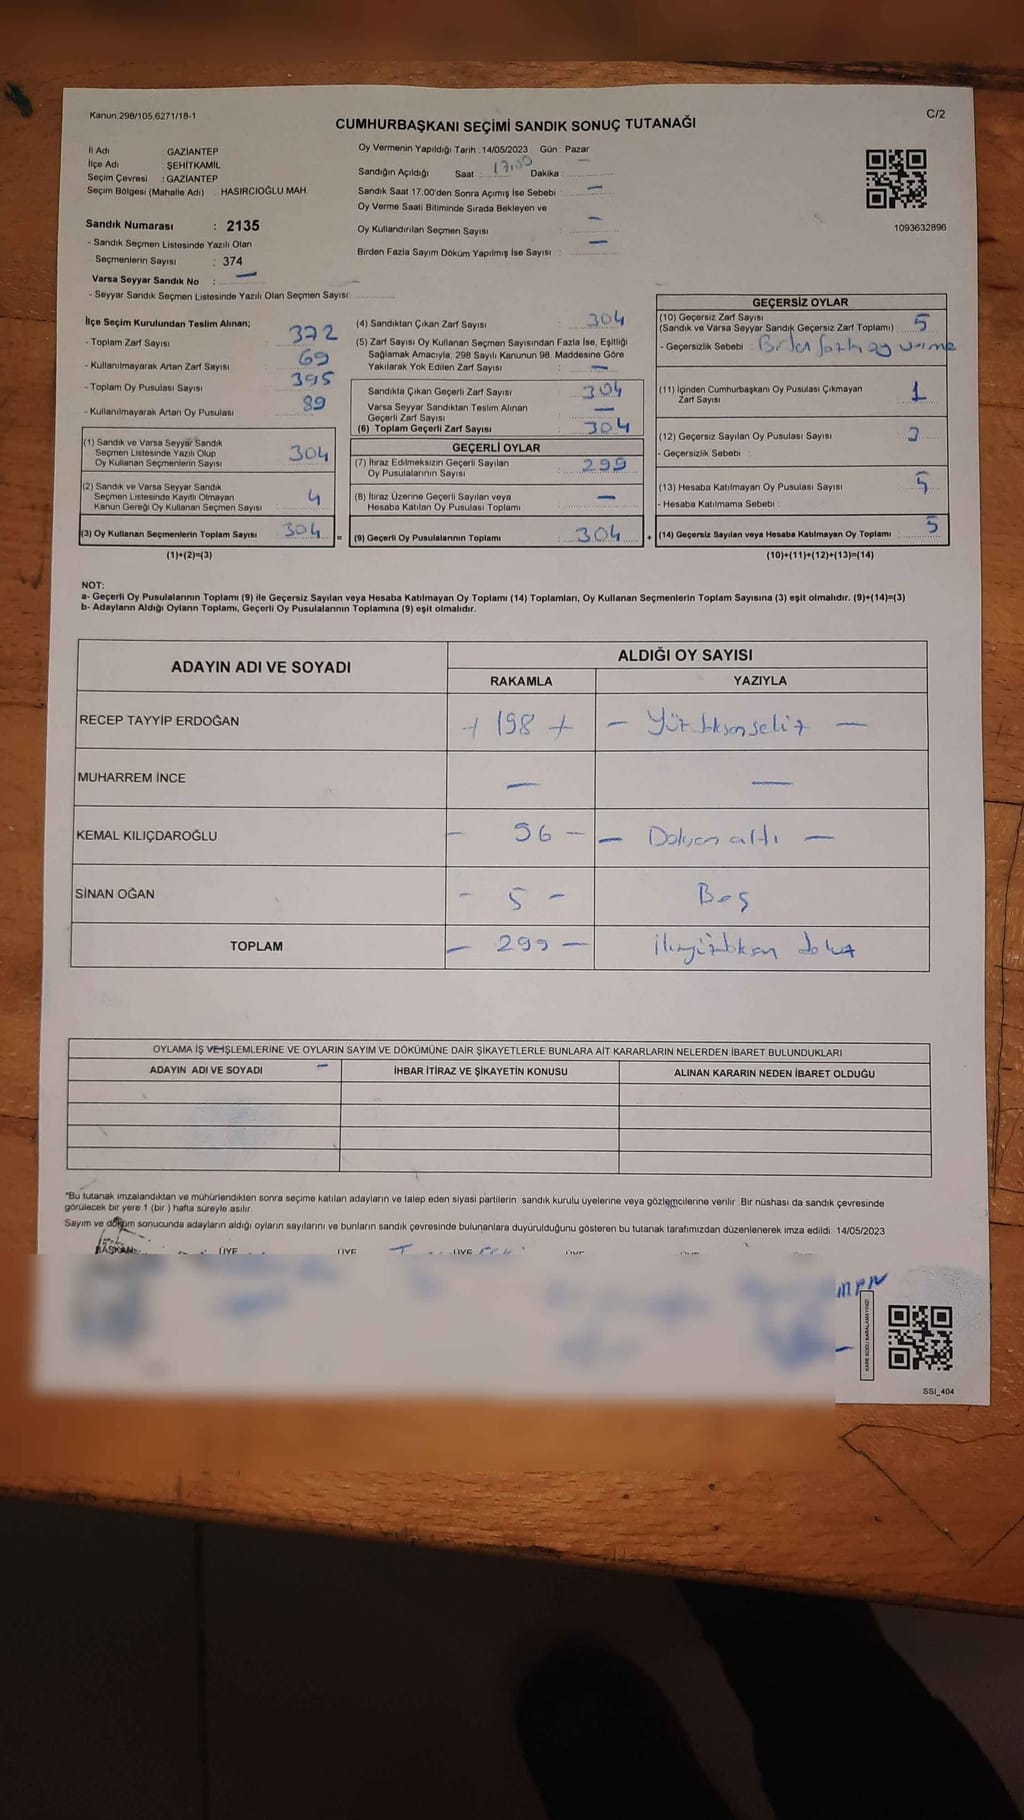 Kanun 298/105,6271/18-1
C/2
CUMHURBAŞKANI SEÇİMİ SANDIK SONUÇ TUTANAĞI
İl Adı : GAZİANTEP
İlçe Adı : ŞEHİTKAMİL
Seçim Çevresi : GAZİANTEP
Seçim Bölgesi (Mahalle Adı) HASIRCIOĞLU MAH.
Sandık Numarası : 2135
- Sandık Seçmen Listesinde Yazılı Olan
Seçmenlerin Sayısı : 374
Varsa Seyyar Sandık No : —
- Seyyar Sandık Seçmen Listesinde Yazılı Olan Seçmen Sayısı:
Oy Vermenin Yapıldığı Tarih : 14/05/2023 Gün : Pazar
Sandığın Açıldığı Saat 17,00 Dakika : —
Sandık Saat 17:00'den Sonra Açımış İse Sebebi : —
Oy Verme Saati Bitiminde Sırada Bekleyen ve
Oy Kullandırılan Seçmen Sayısı : —
Birden Fazla Sayım Döküm Yapılmış İse Sayısı : —
1093632896
İlçe Seçim Kurulundan Teslim Alınan;
- Toplam Zarf Sayısı : 372
- Kullanılmayarak Artan Zarf Sayısı : 69
- Toplam Oy Pusulası Sayısı : 395
- Kullanılmayarak Artan Oy Pusulası : 89
(1) Sandık ve Varsa Seyyar Sandık
Seçmen Listesinde Yazılı Olup
Oy Kullanan Seçmenlerin Sayısı 304
(2) Sandık ve Varsa Seyyar Sandık
Seçmen Listesinde Kayıtlı Olmayan
Kanun Gereği Oy Kullanan Seçmen Sayısı 4
(3) Oy Kullanan Seçmenlerin Toplam Sayısı 304
(1)+(2)=(3)
(4) Sandıktan Çıkan Zarf Sayısı : 304
(5) Zarf Sayısı Oy Kullanan Seçmen Sayısından Fazla İse, Eşitliği
Sağlamak Amacıyla, 298 Sayılı Kanunun 98. Maddesine Göre
Yakılarak Yok Edilen Zarf Sayısı : —
Sandıkta Çıkan Geçerli Zarf Sayısı : 304
Varsa Seyyar Sandıktan Teslim Alınan
Geçerli Zarf Sayısı : —
(6) Toplam Geçerli Zarf Sayısı : 304
GEÇERLİ OYLAR
(7) İtiraz Edilmeksizin Geçerli Sayılan
Oy Pusulalarının Sayısı : 299
(8) İtiraz Üzerine Geçerli Sayılan veya
Hesaba Katılan Oy Pusulası Toplamı : —
= (9) Geçerli Oy Pusulalarının Toplamı : 304
GEÇERSİZ OYLAR
(10) Geçersiz Zarf Sayısı
(Sandık ve Varsa Seyyar Sandık Geçersiz Zarf Toplamı) : 5
- Geçersizlik Sebebi :
(11) İçinden Cumhurbaşkanı Oy Pusulası Çıkmayan
Zarf Sayısı : 1
(12) Geçersiz Sayılan Oy Pusulası Sayısı
- Geçersizlik Sebebi :
(13) Hesaba Katılmayan Oy Pusulası Sayısı : 5
- Hesaba Katılmama Sebebi :
+ (14) Geçersiz Sayılan veya Hesaba Katılmayan Oy Toplamı : 5
(10)+(11)+(12)+(13)=(14)
NOT:
a- Geçerli Oy Pusulalarının Toplamı (9) ile Geçersiz Sayılan veya Hesaba Katılmayan Oy Toplamı (14) Toplamları, Oy Kullanan Seçmenlerin Toplam Sayısına (3) eşit olmalıdır. (9)+(14)=(3)
b- Adayların Aldığı Oyların Toplamı, Geçerli Oy Pusulalarının Toplamına (9) eşit olmalıdır.
ADAYIN ADI VE SOYADI ALDIĞI OY SAYISI
RAKAMLA YAZIYLA
RECEP TAYYİP ERDOĞAN + 198 +
MUHARREM İNCE — —
KEMAL KILIÇDAROĞLU — 96 — — Doksan altı —
SİNAN OĞAN - 5 - Beş
TOPLAM — 299 —
OYLAMA İŞ VE İŞLEMLERİNE VE OYLARIN SAYIM VE DÖKÜMÜNE DAİR ŞİKAYETLERLE BUNLARA AİT KARARLARIN NELERDEN İBARET BULUNDUKLARI
ADAYIN ADI VE SOYADI — İHBAR İTİRAZ VE ŞİKAYETİN KONUSU ALINAN KARARIN NEDEN İBARET OLDUĞU
"Bu tutanak imzalandıktan ve mühürlendikten sonra seçime katılan adayların ve talep eden siyasi partilerin sandık kurulu üyelerine veya gözlemcilerine verilir. Bir nüshası da sandık çevresinde
görülecek bir yere 1 (bir ) hafta süreyle asılır.
Sayım ve döküm sonucunda adayların aldığı oyların sayılarını ve bunların sandık çevresinde bulunanlara duyurulduğunu gösteren bu tutanak tarafımızdan düzenlenerek imza edildi. 14/05/2023
BAŞKAN ÜYE ÜYE ÜYE
KARE KODU KARALAMAYINIZ!
SSI_404